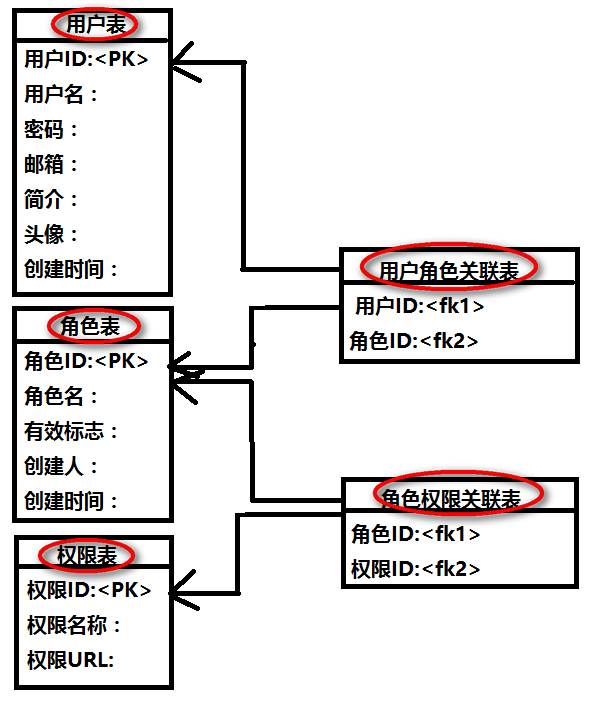 用户表
用户ID:<PK>
用户名：
密码：
邮箱：
简介：
头像：
创建时间：
角色表
角色ID:<PK>
角色名：
有效标志：
创建人：
创建时间：
权限表
权限ID:<PK>
权限名称：
权限URL:
用户角色关联表
用户ID:<fk1>
角色ID:<fk2>
角色权限关联表
角色ID:<fk1>
权限ID:<fk2>